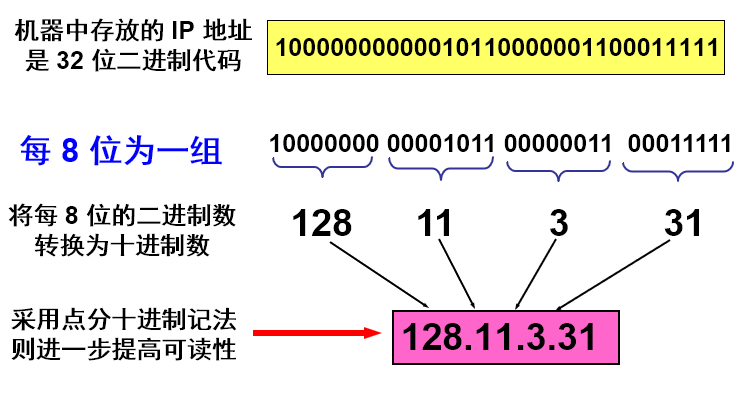 机器中存放的 IP 地址
是 32 位二进制代码
10000000000010110000001100011111
每 8 位为一组
10000000 00001011 00000011 00011111
将每 8 位的二进制数
转换为十进制数
128 11 3 31
采用点分十进制记法
则进一步提高可读性
128.11.3.31